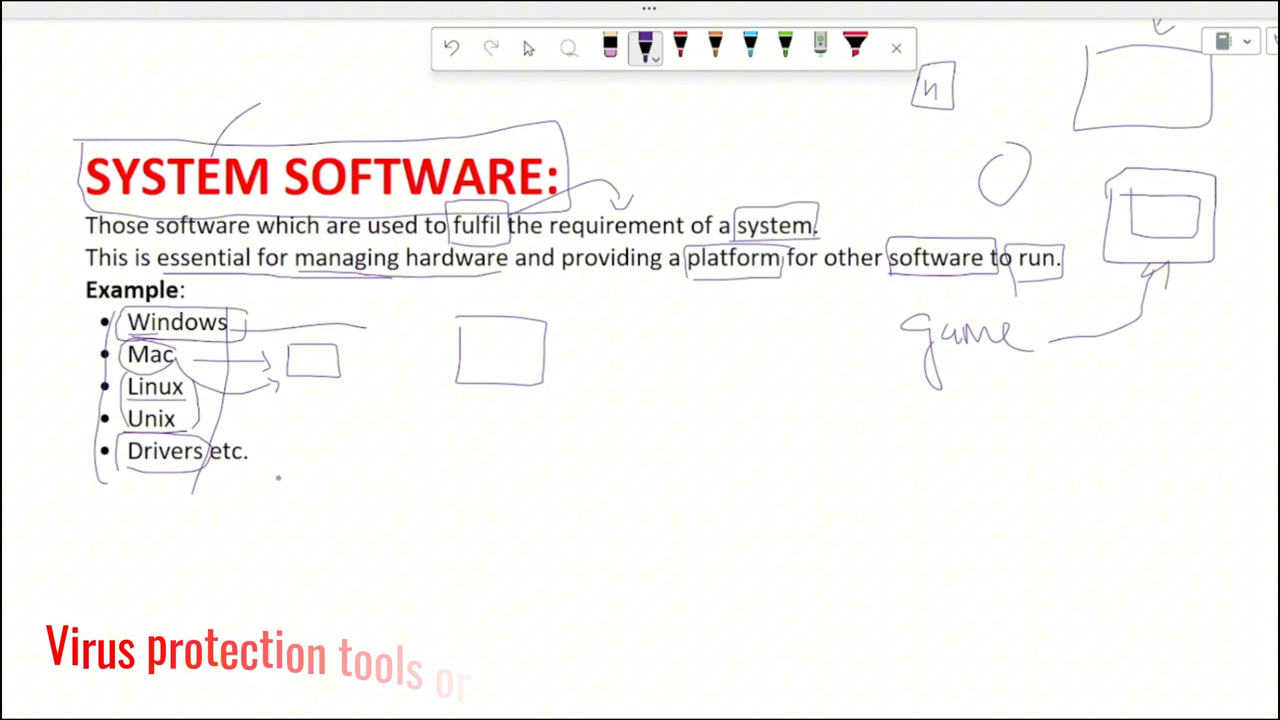 n
SYSTEM SOFTWARE:
Those software which are used to fulfil the requirement of a system.
This is essential for managing hardware and providing a platform for other software to run.
Example:
• Windows
• Mac
• Linux
• Unix
• Drivers etc.
game
Virus protection tools or